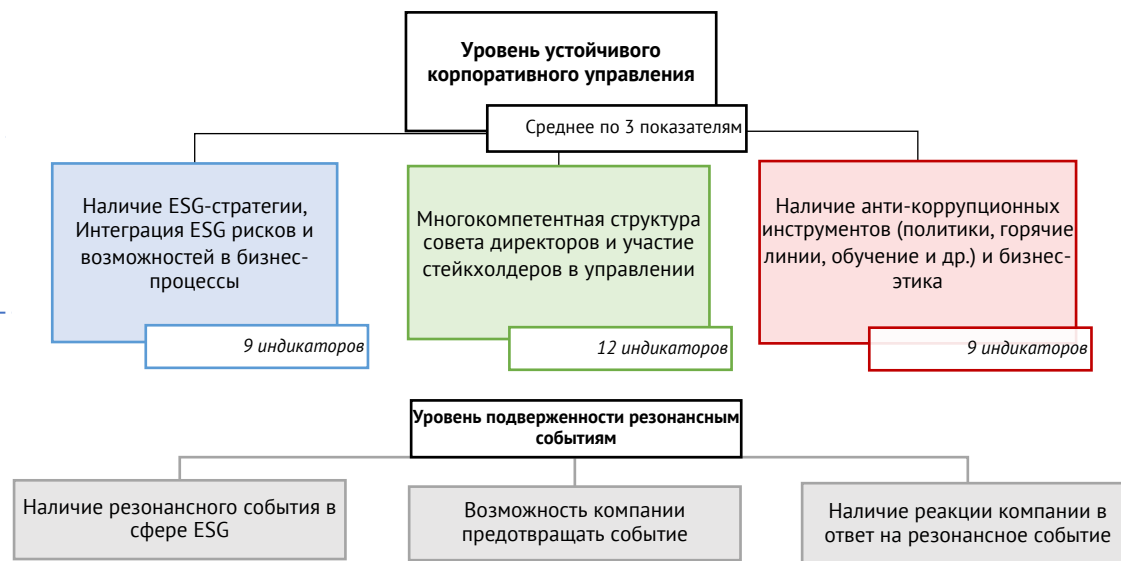 Уровень устойчивого
корпоративного управления
Среднее по 3 показателям
Наличие ESG-стратегии,
Интеграция ESG рисков и
возможностей в бизнес-
процессы
9 индикаторов
Многокомпетентная структура
совета директоров и участие
стейкхолдеров в управлении
12 индикаторов
Наличие анти-коррупционных
инструментов (политики, горячие
линии, обучение и др.) и бизнес-
этика
9 индикаторов
Уровень подверженности резонансным
событиям
Наличие резонансного события в
сфере ESG
Возможность компании
предотвращать событие
Наличие реакции компании в
ответ на резонансное событие